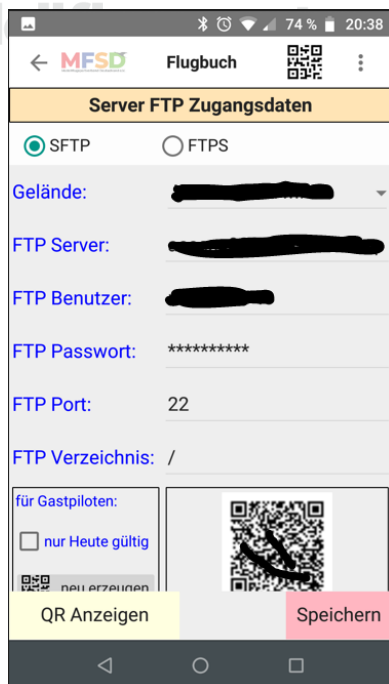 74 % 20:38
MFSD Flugbuch
Server FTP Zugangsdaten
SFTP FTPS
Gelände:
FTP Server:
FTP Benutzer:
FTP Passwort: **********
FTP Port: 22
FTP Verzeichnis: /
für Gastpiloten:
nur Heute gültig
neu erzeugen
QR Anzeigen Speichern